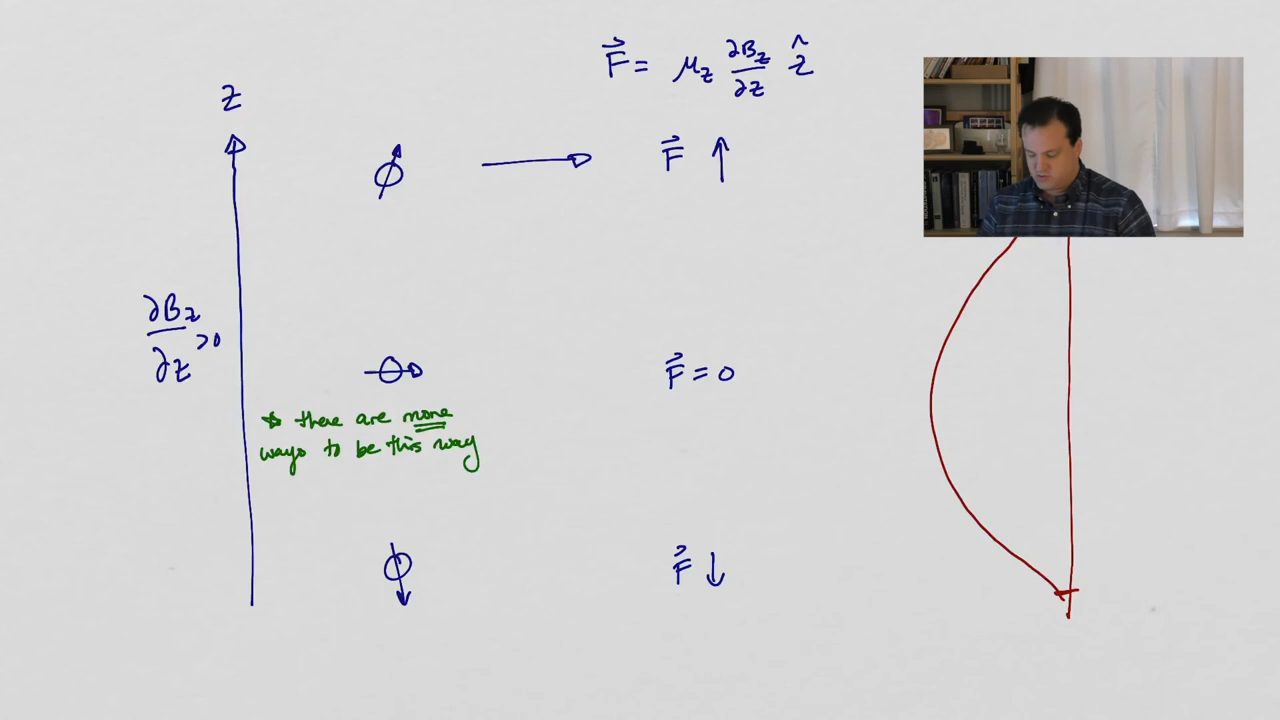 F⃗ = μz ∂Bz/∂z ẑ
z
F⃗ ↑
∂Bz/∂z >0
F⃗ = 0
* there are more
ways to be this way
F⃗ ↓